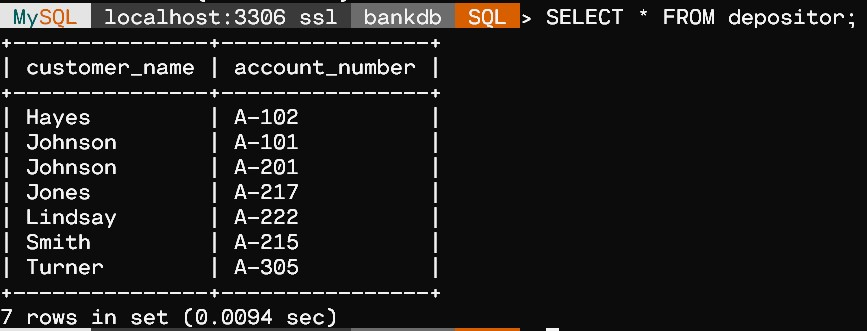 MySQL localhost:3306 ssl bankdb SQL > SELECT * FROM depositor;
+---------------+----------------+
| customer_name | account_number |
+---------------+----------------+
| Hayes         | A-102          |
| Johnson       | A-101          |
| Johnson       | A-201          |
| Jones         | A-217          |
| Lindsay       | A-222          |
| Smith         | A-215          |
| Turner        | A-305          |
+---------------+----------------+
7 rows in set (0.0094 sec)